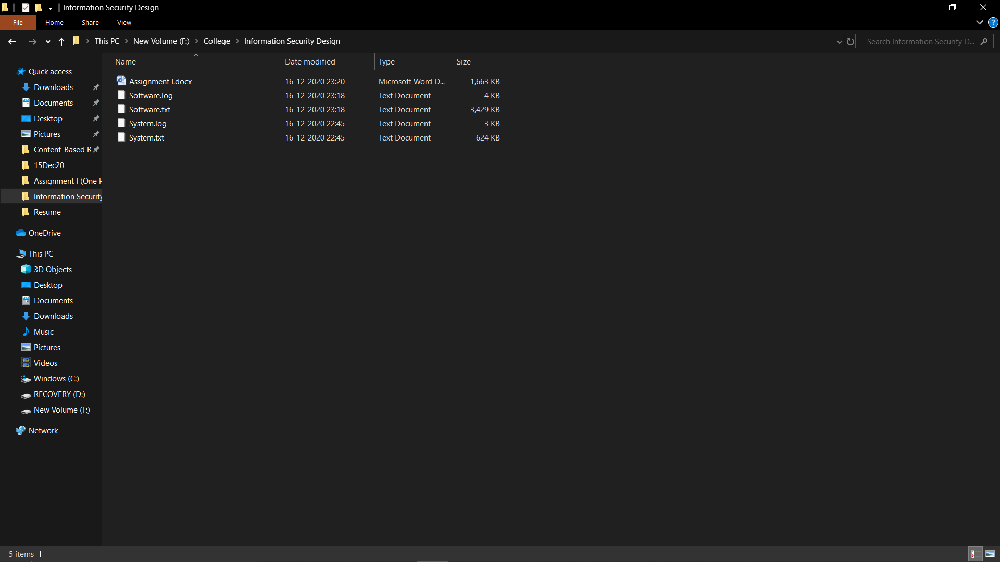 Information Security Design
File Home Share View
This PC New Volume (F:) College Information Security Design
Search Information Security D...
Name Date modified Type Size
Assignment I.docx 16-12-2020 23:20 Microsoft Word D... 1,663 KB
Software.log 16-12-2020 23:18 Text Document 4 KB
Software.txt 16-12-2020 23:18 Text Document 3,429 KB
System.log 16-12-2020 22:45 Text Document 3 KB
System.txt 16-12-2020 22:45 Text Document 624 KB
Quick access
Downloads
Documents
Desktop
Pictures
Content-Based R
15Dec20
Assignment I (One P
Information Security
Resume
OneDrive
This PC
3D Objects
Desktop
Documents
Downloads
Music
Pictures
Videos
Windows (C:)
RECOVERY (D:)
New Volume (F:)
Network
5 items